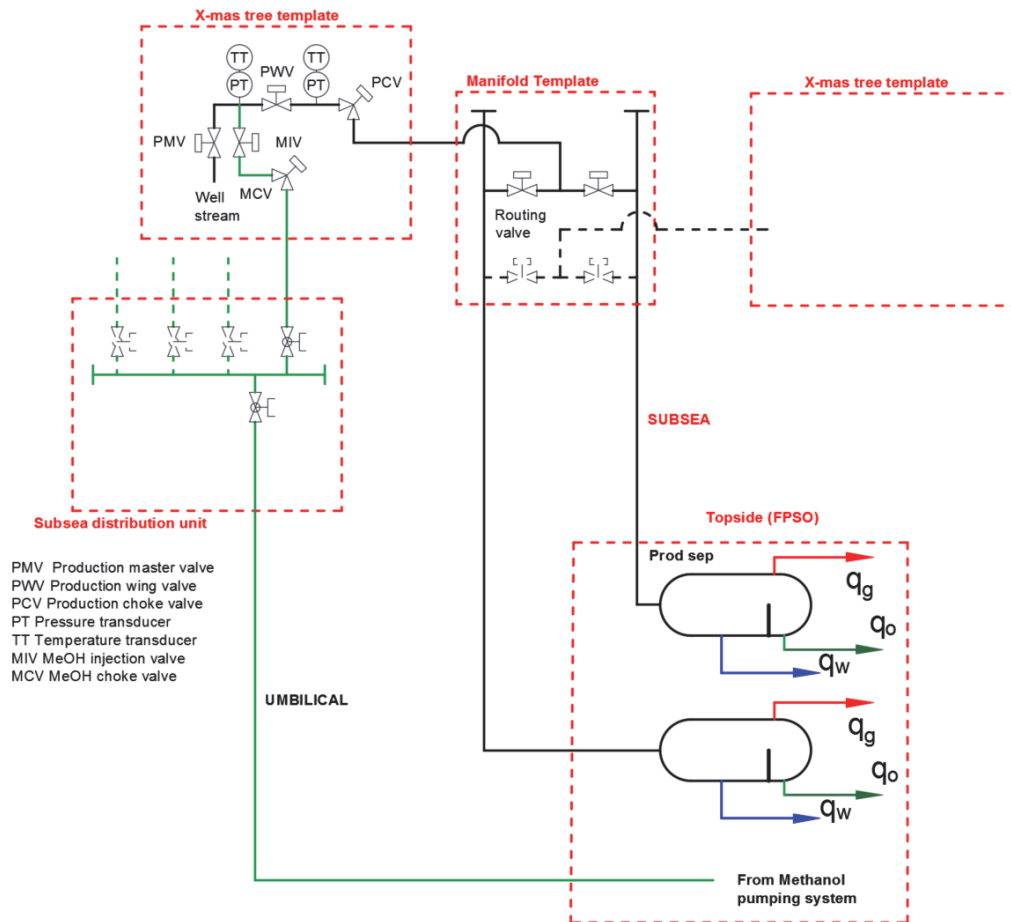 X-mas tree template
TT
TT
PT
PWV
PT
PCV
PMV
MIV
MCV
Well
stream
Manifold Template
Routing
valve
X-mas tree template
SUBSEA
Subsea distribution unit
PMV Production master valve
PWV Production wing valve
PCV Production choke valve
PT Pressure transducer
TT Temperature transducer
MIV MeOH injection valve
MCV MeOH choke valve
UMBILICAL
Topside (FPSO)
Prod sep
qg
qo
qw
qg
qo
qw
From Methanol
pumping system